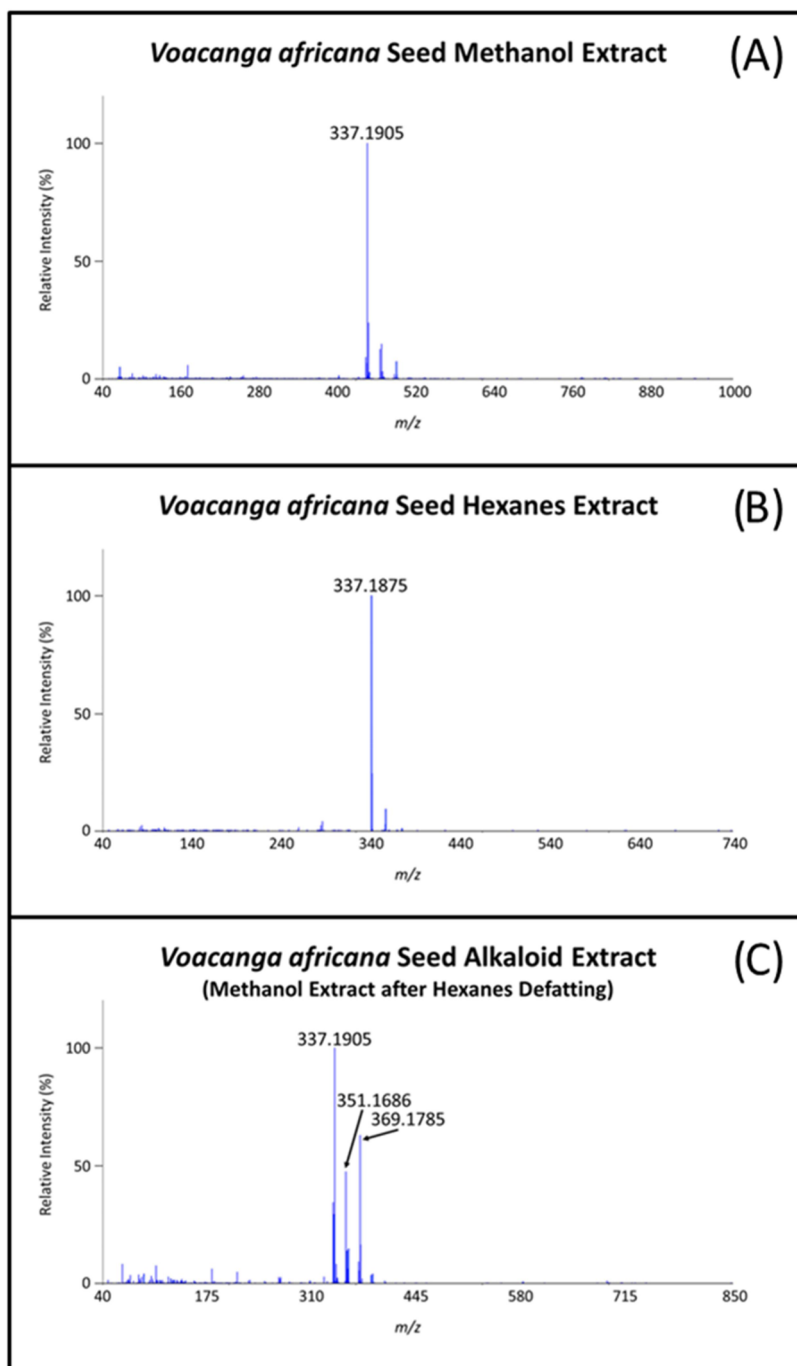 Voacanga africana Seed Methanol Extract
(A)
337.1905
100
50
0
Relative Intensity (%)
40 160 280 400 520 640 760 880 1000
m/z
Voacanga africana Seed Hexanes Extract
(B)
337.1875
100
50
0
Relative Intensity (%)
40 140 240 340 440 540 640 740
m/z
Voacanga africana Seed Alkaloid Extract
(C)
(Methanol Extract after Hexanes Defatting)
337.1905
351.1686
369.1785
100
50
0
Relative Intensity (%)
40 175 310 445 580 715 850
m/z